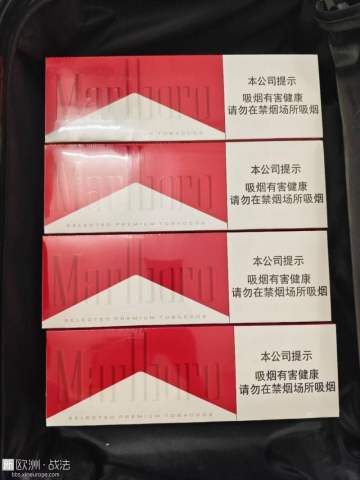 Marlboro
TOBACCOS
本公司提示
吸烟有害健康
请勿在禁烟场所吸烟
Marlboro
SELECTED PREMIUM TOBACCOS
本公司提示
吸烟有害健康
请勿在禁烟场所吸烟
Marlboro
SELECTED PREMIUM TOBACCOS
本公司提示
吸烟有害健康
请勿在禁烟场所吸烟
Marlboro
SELECTED PREMIUM TOBACCOS
本公司提示
吸烟有害健康
请勿在禁烟场所吸烟
欧洲·战法
bbs.xineurope.com